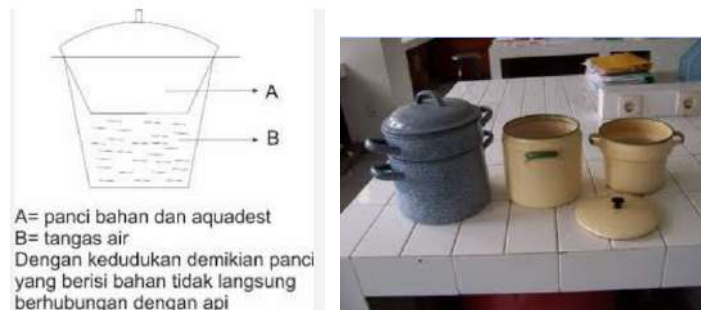 A
B
A= panci bahan dan aquadest
B= tangas air
Dengan kedudukan demikian panci
yang berisi bahan tidak langsung
berhubungan dengan api